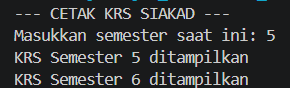 --- CETAK KRS SIAKAD ---
Masukkan semester saat ini: 5
KRS Semester 5 ditampilkan
KRS Semester 6 ditampilkan